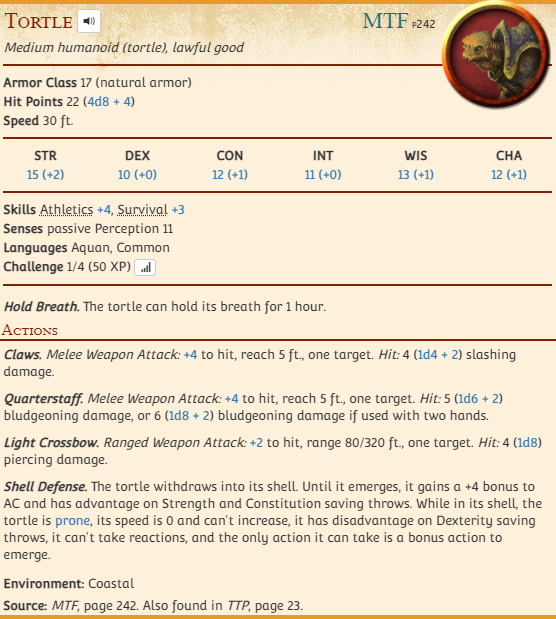 Tortle
MTF p242
Medium humanoid (tortle), lawful good
Armor Class 17 (natural armor)
Hit Points 22 (4d8 + 4)
Speed 30 ft.
STR DEX CON INT WIS CHA
15 (+2) 10 (+0) 12 (+1) 11 (+0) 13 (+1) 12 (+1)
Skills Athletics +4, Survival +3
Senses passive Perception 11
Languages Aquan, Common
Challenge 1/4 (50 XP)
Hold Breath. The tortle can hold its breath for 1 hour.
Actions
Claws. Melee Weapon Attack: +4 to hit, reach 5 ft., one target. Hit: 4 (1d4 + 2) slashing
damage.
Quarterstaff. Melee Weapon Attack: +4 to hit, reach 5 ft., one target. Hit: 5 (1d6 + 2)
bludgeoning damage, or 6 (1d8 + 2) bludgeoning damage if used with two hands.
Light Crossbow. Ranged Weapon Attack: +2 to hit, range 80/320 ft., one target. Hit: 4 (1d8)
piercing damage.
Shell Defense. The tortle withdraws into its shell. Until it emerges, it gains a +4 bonus to
AC and has advantage on Strength and Constitution saving throws. While in its shell, the
tortle is prone, its speed is 0 and can't increase, it has disadvantage on Dexterity saving
throws, it can't take reactions, and the only action it can take is a bonus action to
emerge.
Environment: Coastal
Source: MTF, page 242. Also found in TTP, page 23.